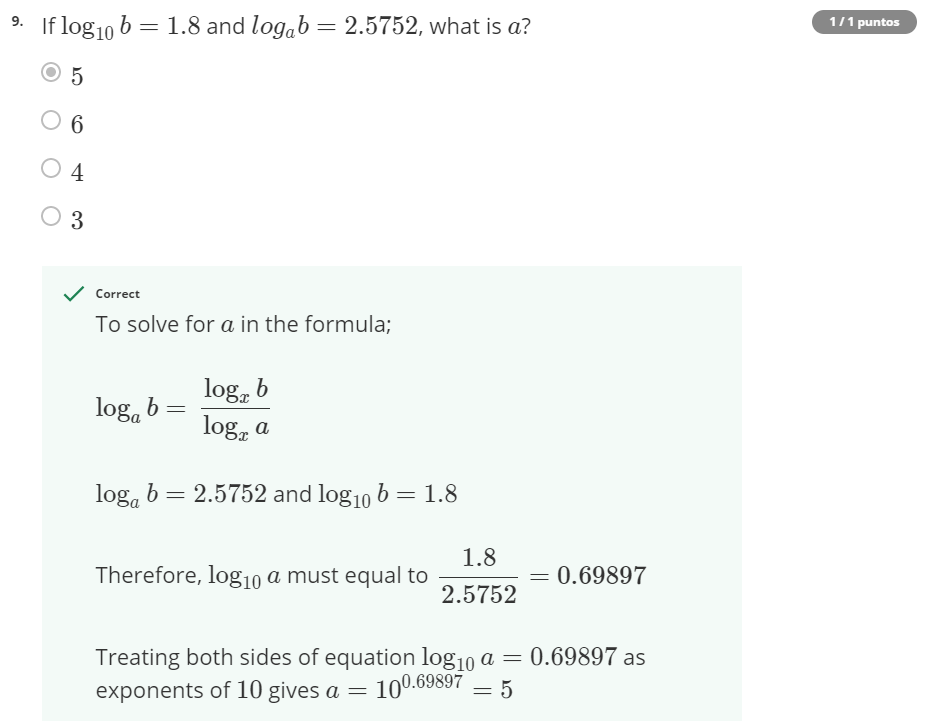 9. If log₁₀ b = 1.8 and logₐb = 2.5752, what is a?
1 / 1 puntos
5
6
4
3
Correct
To solve for a in the formula;
logₐ b = logₓ b / logₓ a
logₐ b = 2.5752 and log₁₀ b = 1.8
Therefore, log₁₀ a must equal to 1.8 / 2.5752 = 0.69897
Treating both sides of equation log₁₀ a = 0.69897 as
exponents of 10 gives a = 10^0.69897 = 5